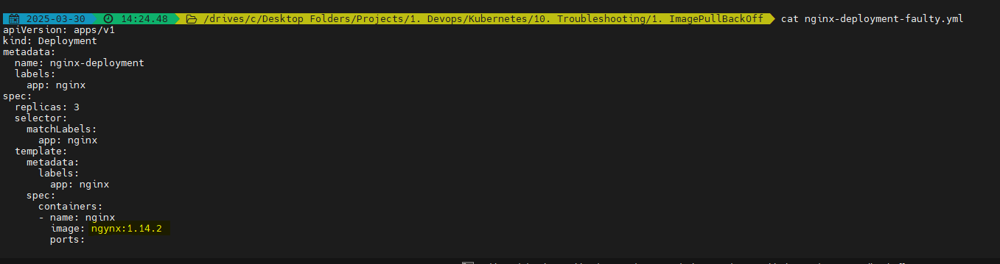 2025-03-30 14:24.48 /drives/c/Desktop Folders/Projects/1. Devops/Kubernetes/10. Troubleshooting/1. ImagePullBackOff cat nginx-deployment-faulty.yml
apiVersion: apps/v1
kind: Deployment
metadata:
  name: nginx-deployment
  labels:
    app: nginx
spec:
  replicas: 3
  selector:
    matchLabels:
      app: nginx
  template:
    metadata:
      labels:
        app: nginx
    spec:
      containers:
      - name: nginx
        image: ngynx:1.14.2
        ports: